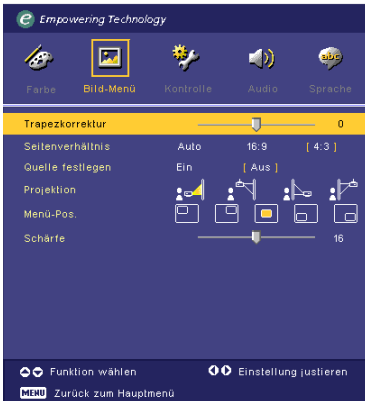 e Empowering Technology
abc
Farbe Bild-Menü Kontrolle Audio Sprache
Trapezkorrektur 0
Seitenverhältnis Auto 16:9 [ 4:3 ]
Quelle festlegen Ein [ Aus ]
Projektion
Menü-Pos.
Schärfe 16
Funktion wählen Einstellung justieren
MENU Zurück zum Hauptmenü